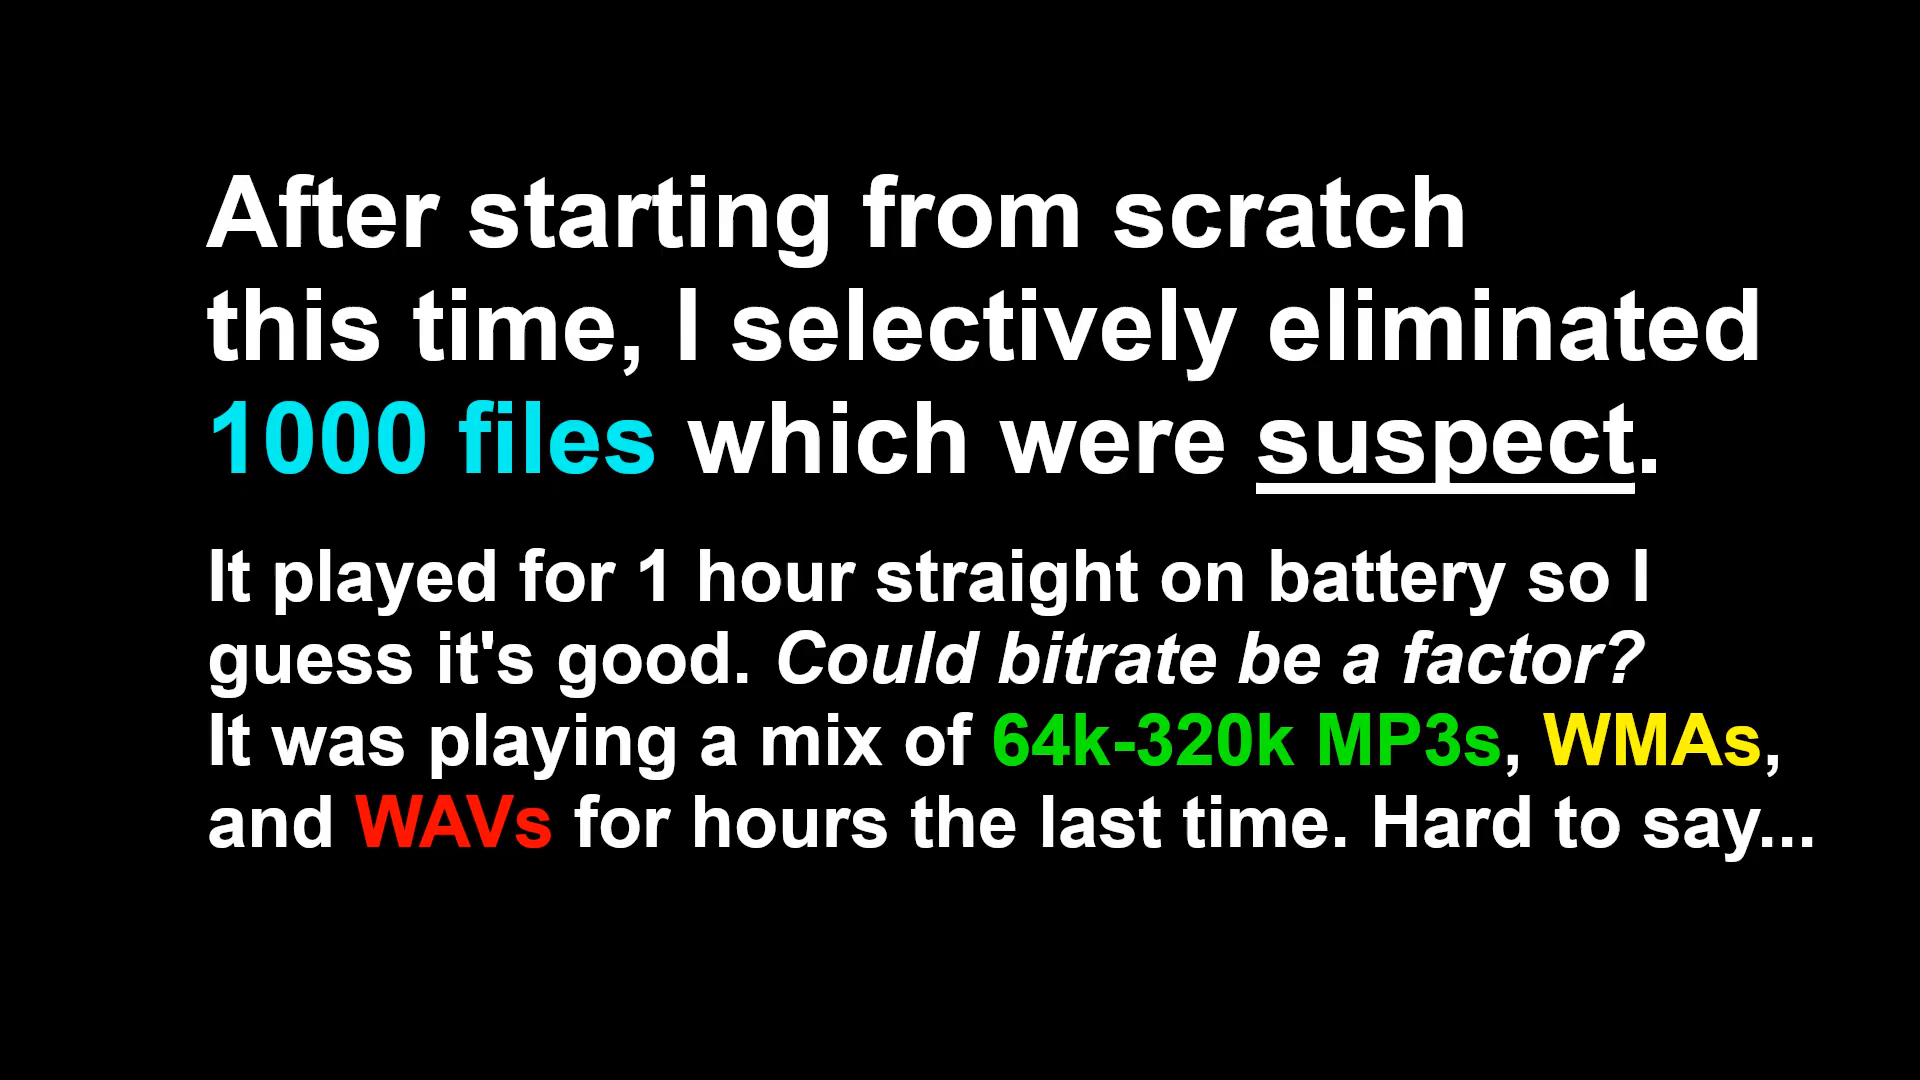 After starting from scratch
this time, I selectively eliminated
1000 files which were suspect.
It played for 1 hour straight on battery so I
guess it's good. Could bitrate be a factor?
It was playing a mix of 64k-320k MP3s, WMAs,
and WAVs for hours the last time. Hard to say...